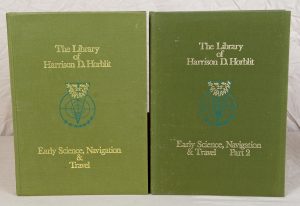 The Library
of
Harrison D. Horblit
Early Science, Navigation
&
Travel
The Library
of
Harrison D. Horblit
Early Science, Navigation
& Travel Part 2